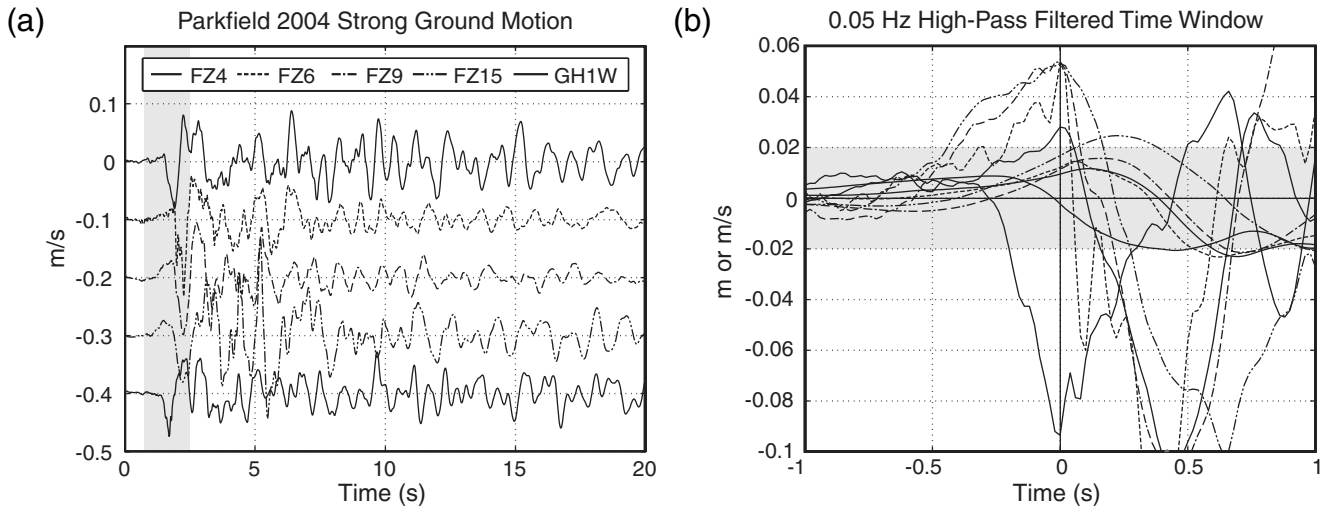 (a)
Parkfield 2004 Strong Ground Motion
FZ4 FZ6 FZ9 FZ15 GH1W
0.1
0
-0.1
-0.2
-0.3
-0.4
-0.5
m/s
0 5 10 15 20
Time (s)
(b)
0.05 Hz High-Pass Filtered Time Window
0.06
0.04
0.02
0
-0.02
-0.04
-0.06
-0.08
-0.1
m or m/s
-1 -0.5 0 0.5 1
Time (s)